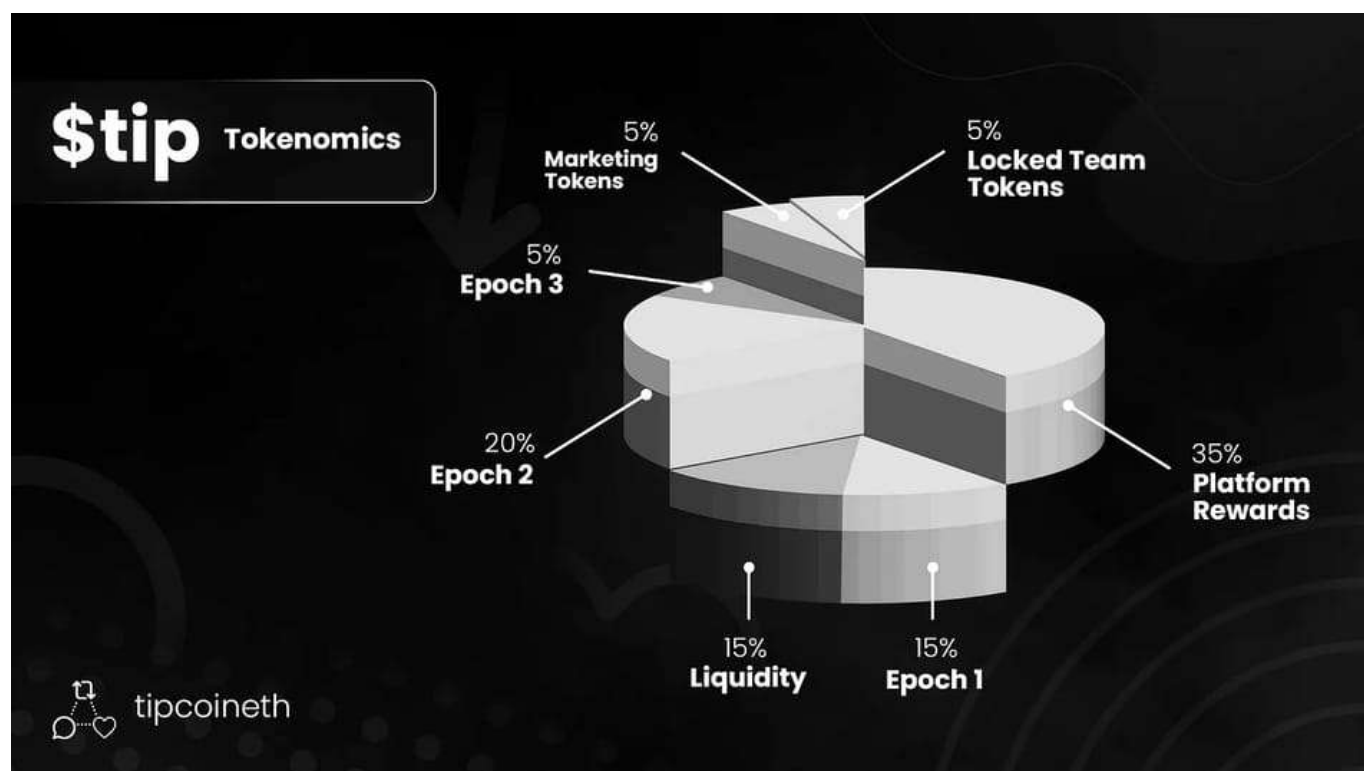 $tip Tokenomics
5%
Marketing
Tokens
5%
Locked Team
Tokens
5%
Epoch 3
20%
Epoch 2
35%
Platform
Rewards
15%
Liquidity
15%
Epoch 1
tipcoineth